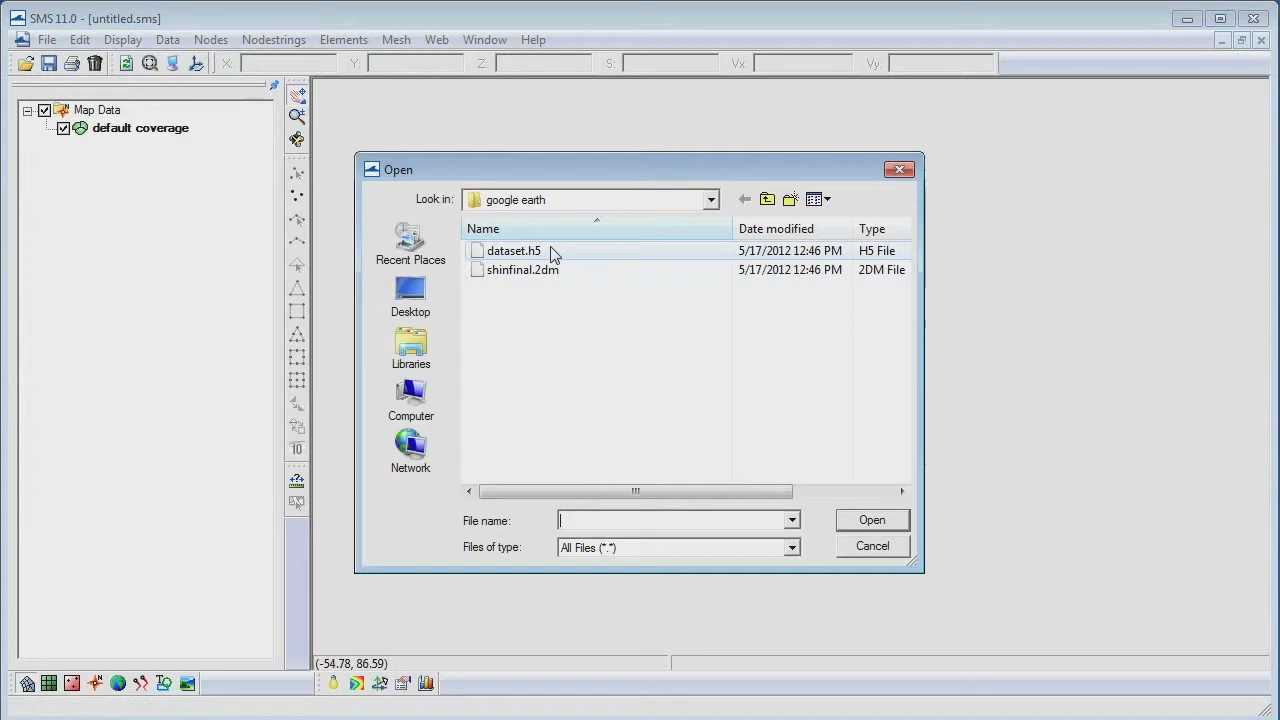 SMS 11.0 - [untitled.sms]
File Edit Display Data Nodes Nodestrings Elements Mesh Web Window Help
X: Y: Z: S: Vx: Vy:
Map Data
default coverage
Open
Look in: google earth
Name Date modified Type
dataset.h5 5/17/2012 12:46 PM H5 File
shinfinal.2dm 5/17/2012 12:46 PM 2DM File
Recent Places
Desktop
Libraries
Computer
Network
File name: Open
Files of type: All Files (*.*) Cancel
10
(-54.78, 86.59)